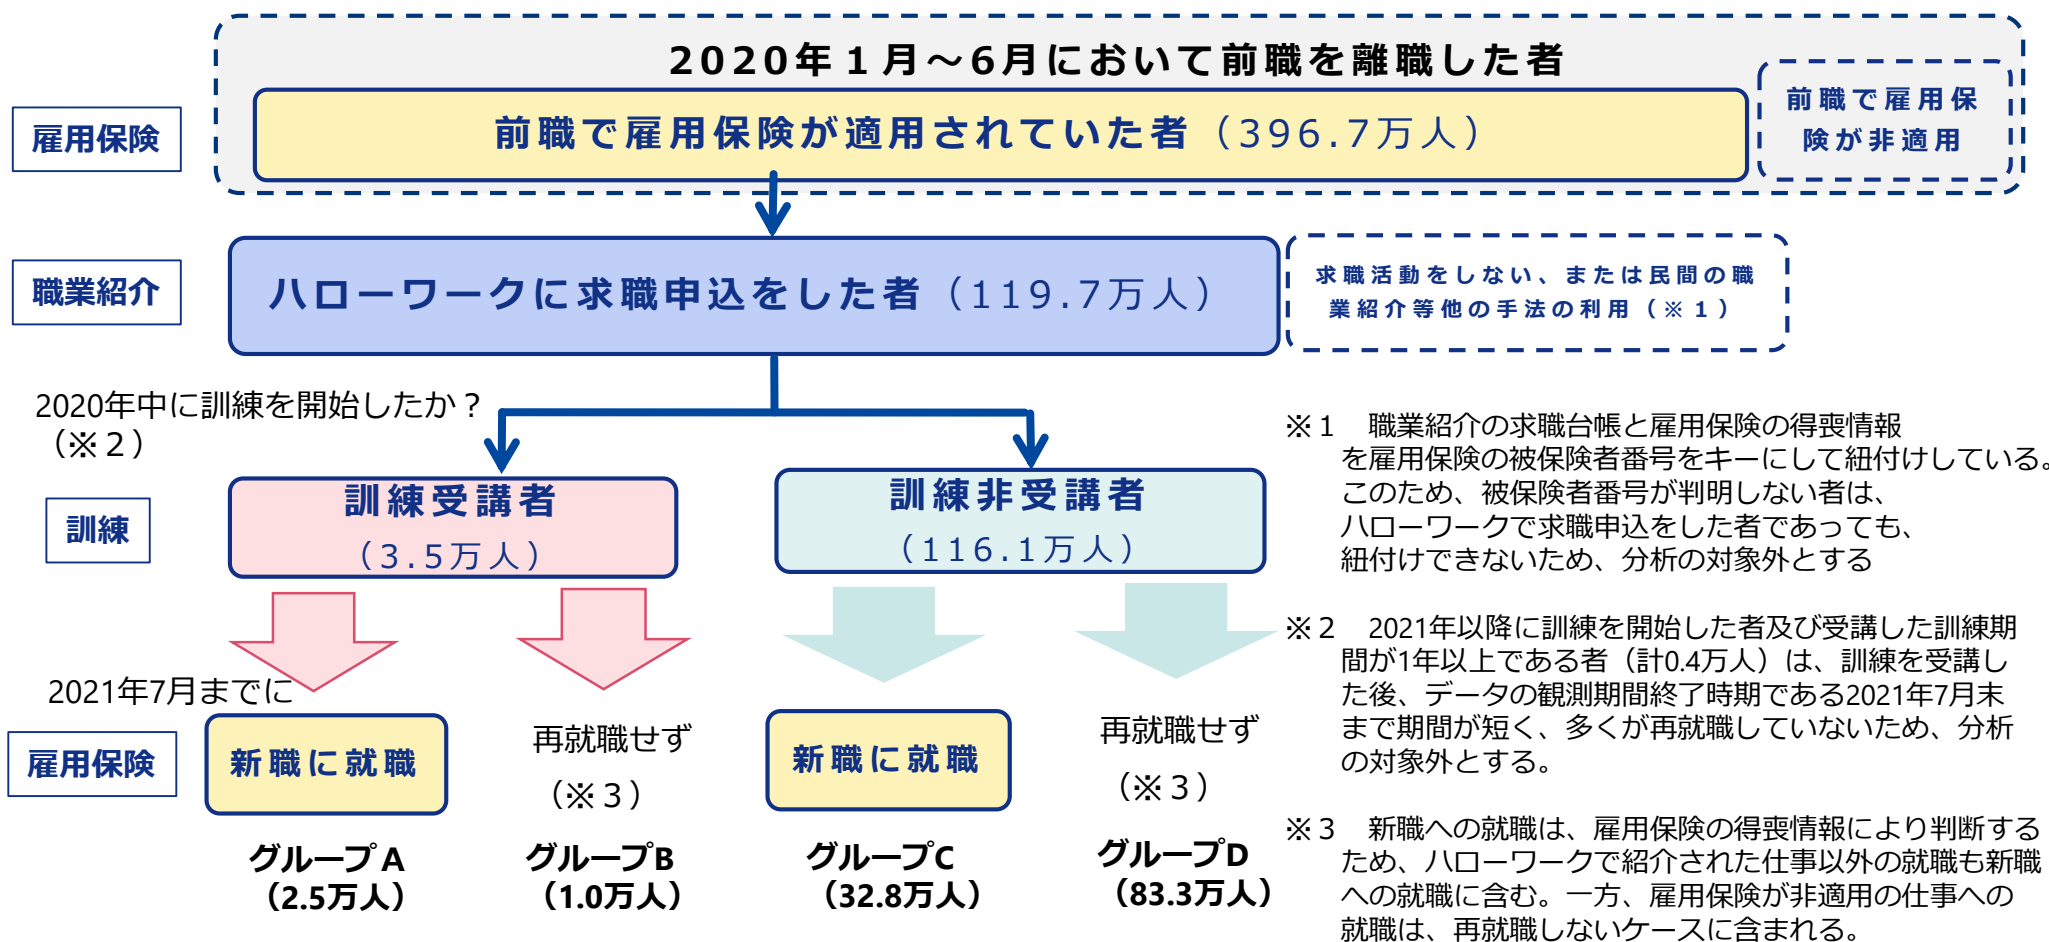 2020年１月～6月において前職を離職した者
雇用保険
前職で雇用保険が適用されていた者（396.7万人）
前職で雇用保
険が非適用
職業紹介
ハローワークに求職申込をした者（119.7万人）
求職活動をしない、または民間の職
業紹介等他の手法の利用（※１）
2020年中に訓練を開始したか？
（※２）
訓練
訓練受講者
（3.5万人）
訓練非受講者
（116.1万人）
2021年7月までに
雇用保険
新職に就職
再就職せず
（※３）
新職に就職
再就職せず
（※３）
グループＡ
（2.5万人）
グループB
（1.0万人）
グループC
（32.8万人）
グループD
（83.3万人）
※１　職業紹介の求職台帳と雇用保険の得喪情報
を雇用保険の被保険者番号をキーにして紐付けしている。
このため、被保険者番号が判明しない者は、
ハローワークで求職申込をした者であっても、
紐付けできないため、分析の対象外とする
※２　2021年以降に訓練を開始した者及び受講した訓練期
間が1年以上である者（計0.4万人）は、訓練を受講し
た後、データの観測期間終了時期である2021年7月末
まで期間が短く、多くが再就職していないため、分析
の対象外とする。
※３　新職への就職は、雇用保険の得喪情報により判断する
ため、ハローワークで紹介された仕事以外の就職も新職
への就職に含む。一方、雇用保険が非適用の仕事への
就職は、再就職しないケースに含まれる。